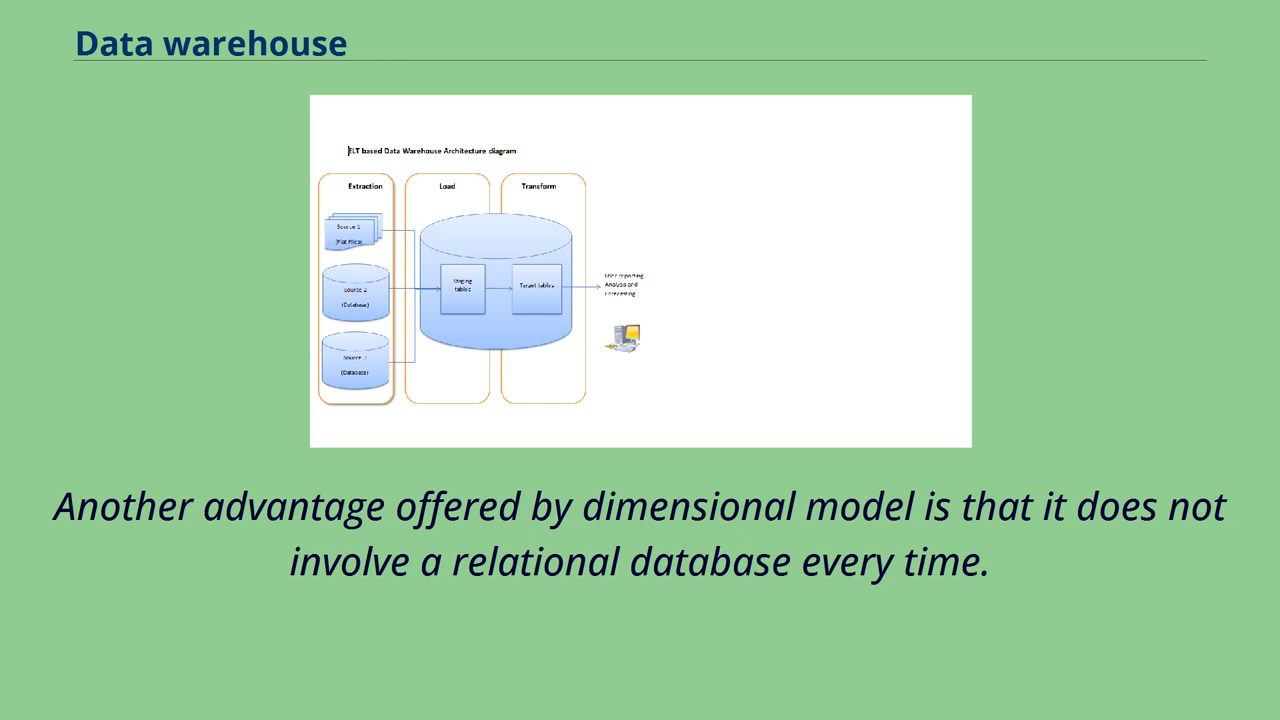 Data warehouse
ELT based Data Warehouse Architecture diagram
Extraction
Load
Transform
Source 1
(Flat Files)
Source 2
(Database)
Source 3
(Database)
Staging
tables
Target tables
User reporting
Analysis and
Forecasting
Another advantage offered by dimensional model is that it does not
involve a relational database every time.